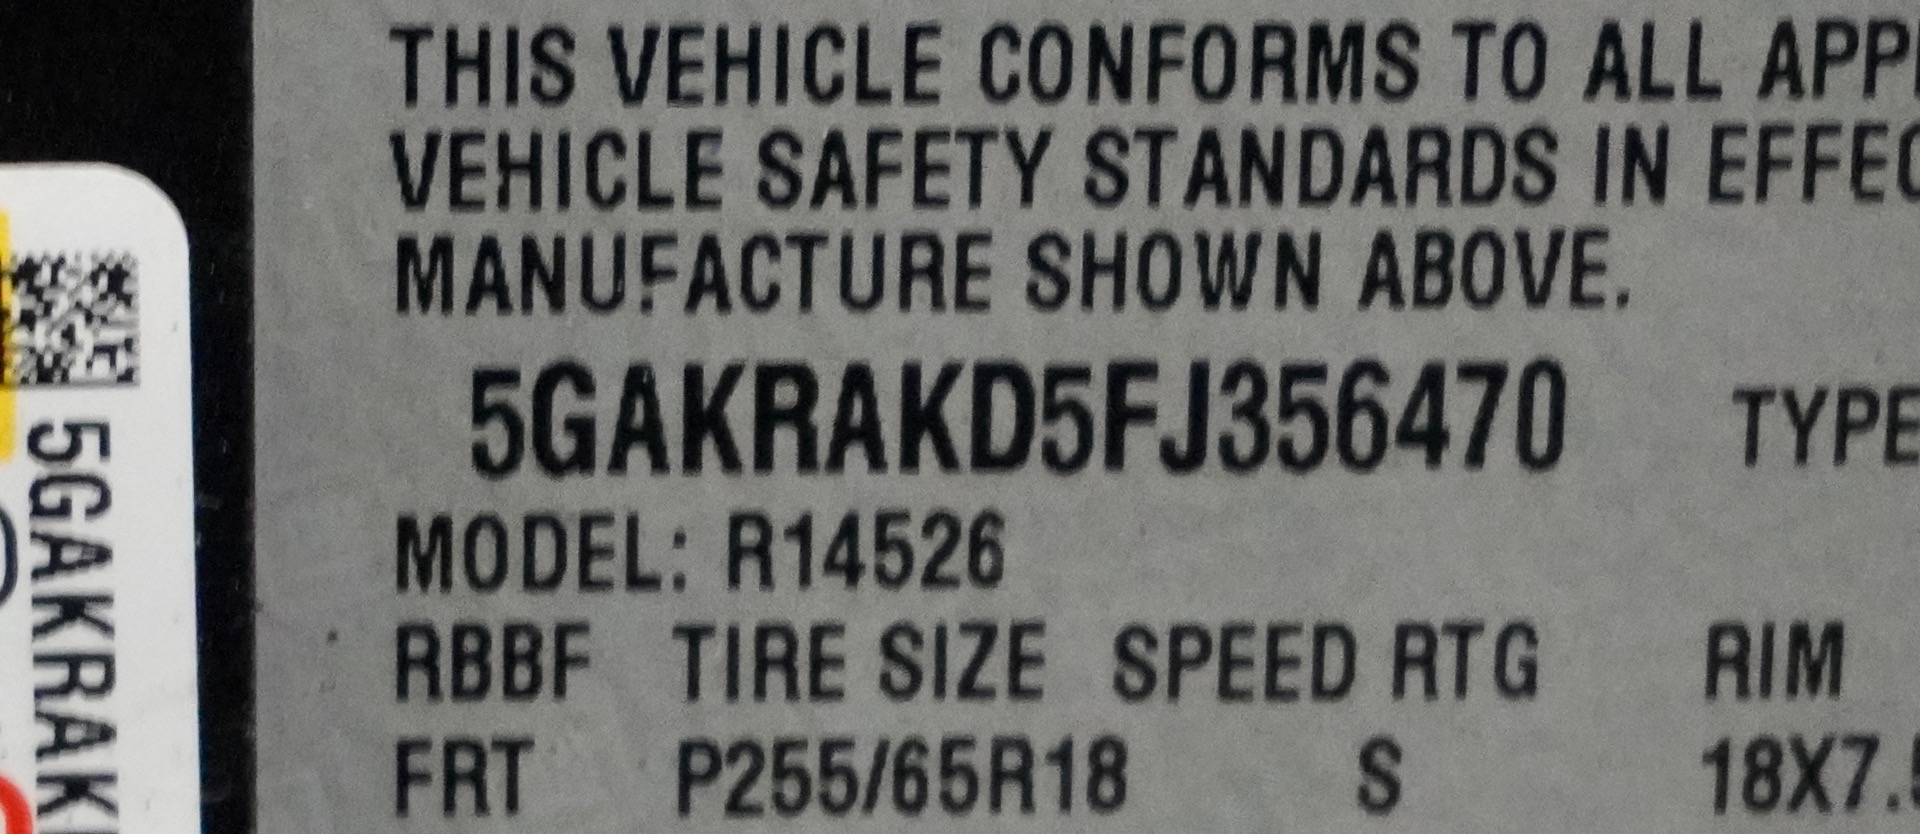 THIS VEHICLE CONFORMS TO ALL APPL
VEHICLE SAFETY STANDARDS IN EFFEC
MANUFACTURE SHOWN ABOVE.
5GAKRAKD5FJ356470 TYPE
MODEL: R14526
RBBF TIRE SIZE SPEED RTG RIM
FRT P255/65R18 S 18X7.5
5GAKRAK